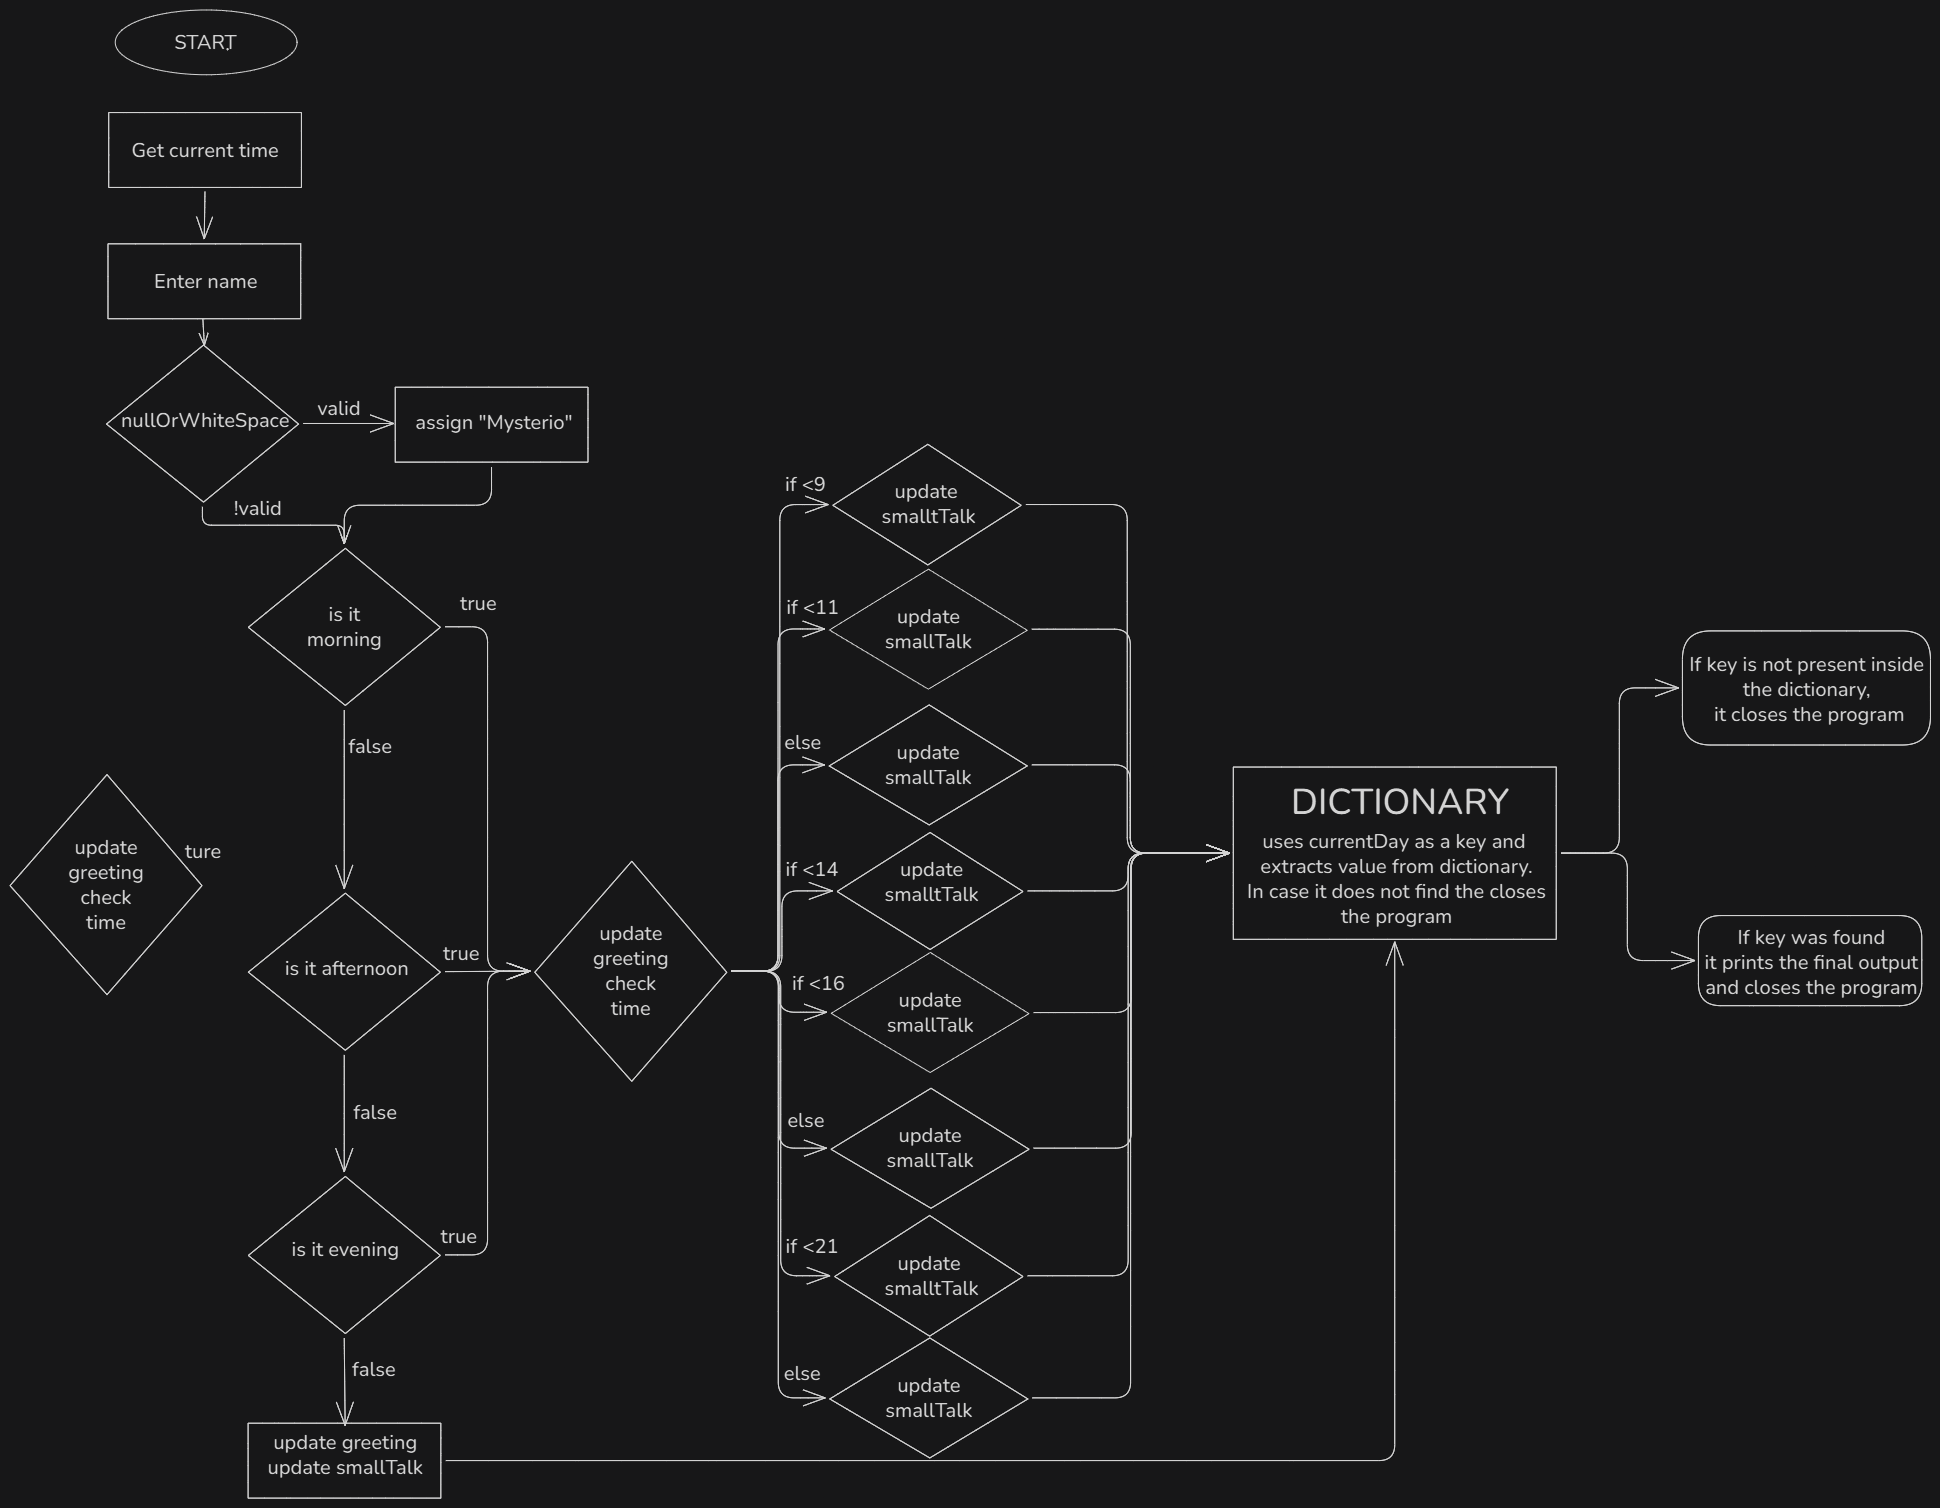 START
Get current time
Enter name
nullOrWhiteSpace
valid
assign "Mysterio"
!valid
is it
morning
true
false
update
greeting
check
time
ture
is it afternoon
true
false
is it evening
true
false
update greeting
update smallTalk
update
greeting
check
time
if <9
update
smalltTalk
if <11
update
smallTalk
else
update
smallTalk
if <14
update
smalltTalk
if <16
update
smallTalk
else
update
smallTalk
if <21
update
smalltTalk
else
update
smallTalk
DICTIONARY
uses currentDay as a key and
extracts value from dictionary.
In case it does not find the closes
the program
If key is not present inside
the dictionary,
it closes the program
If key was found
it prints the final output
and closes the program